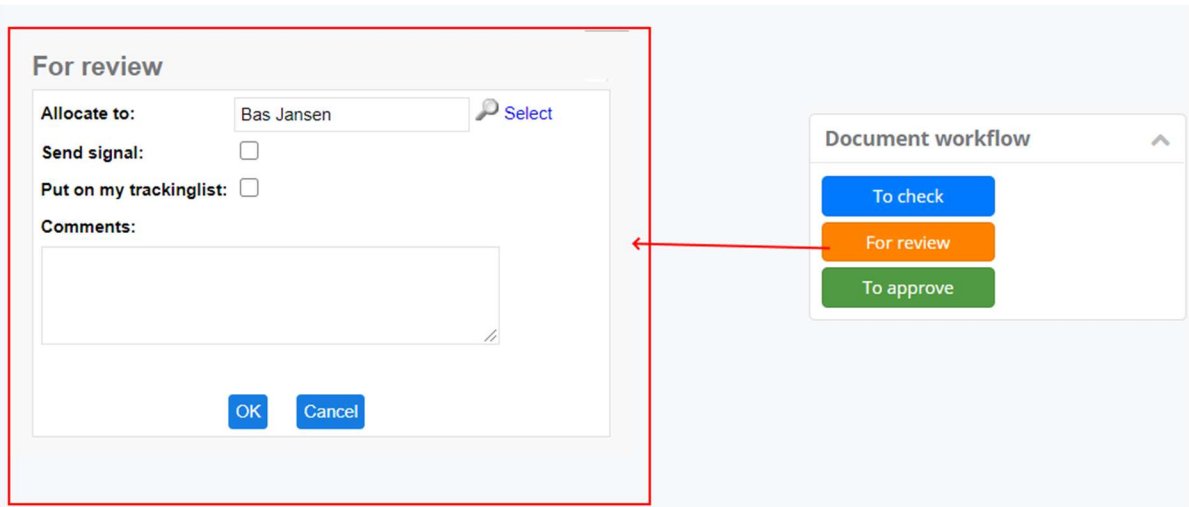 For review
Allocate to: Bas Jansen Select
Send signal:
Put on my trackinglist:
Comments:
OK Cancel
Document workflow
To check
For review
To approve